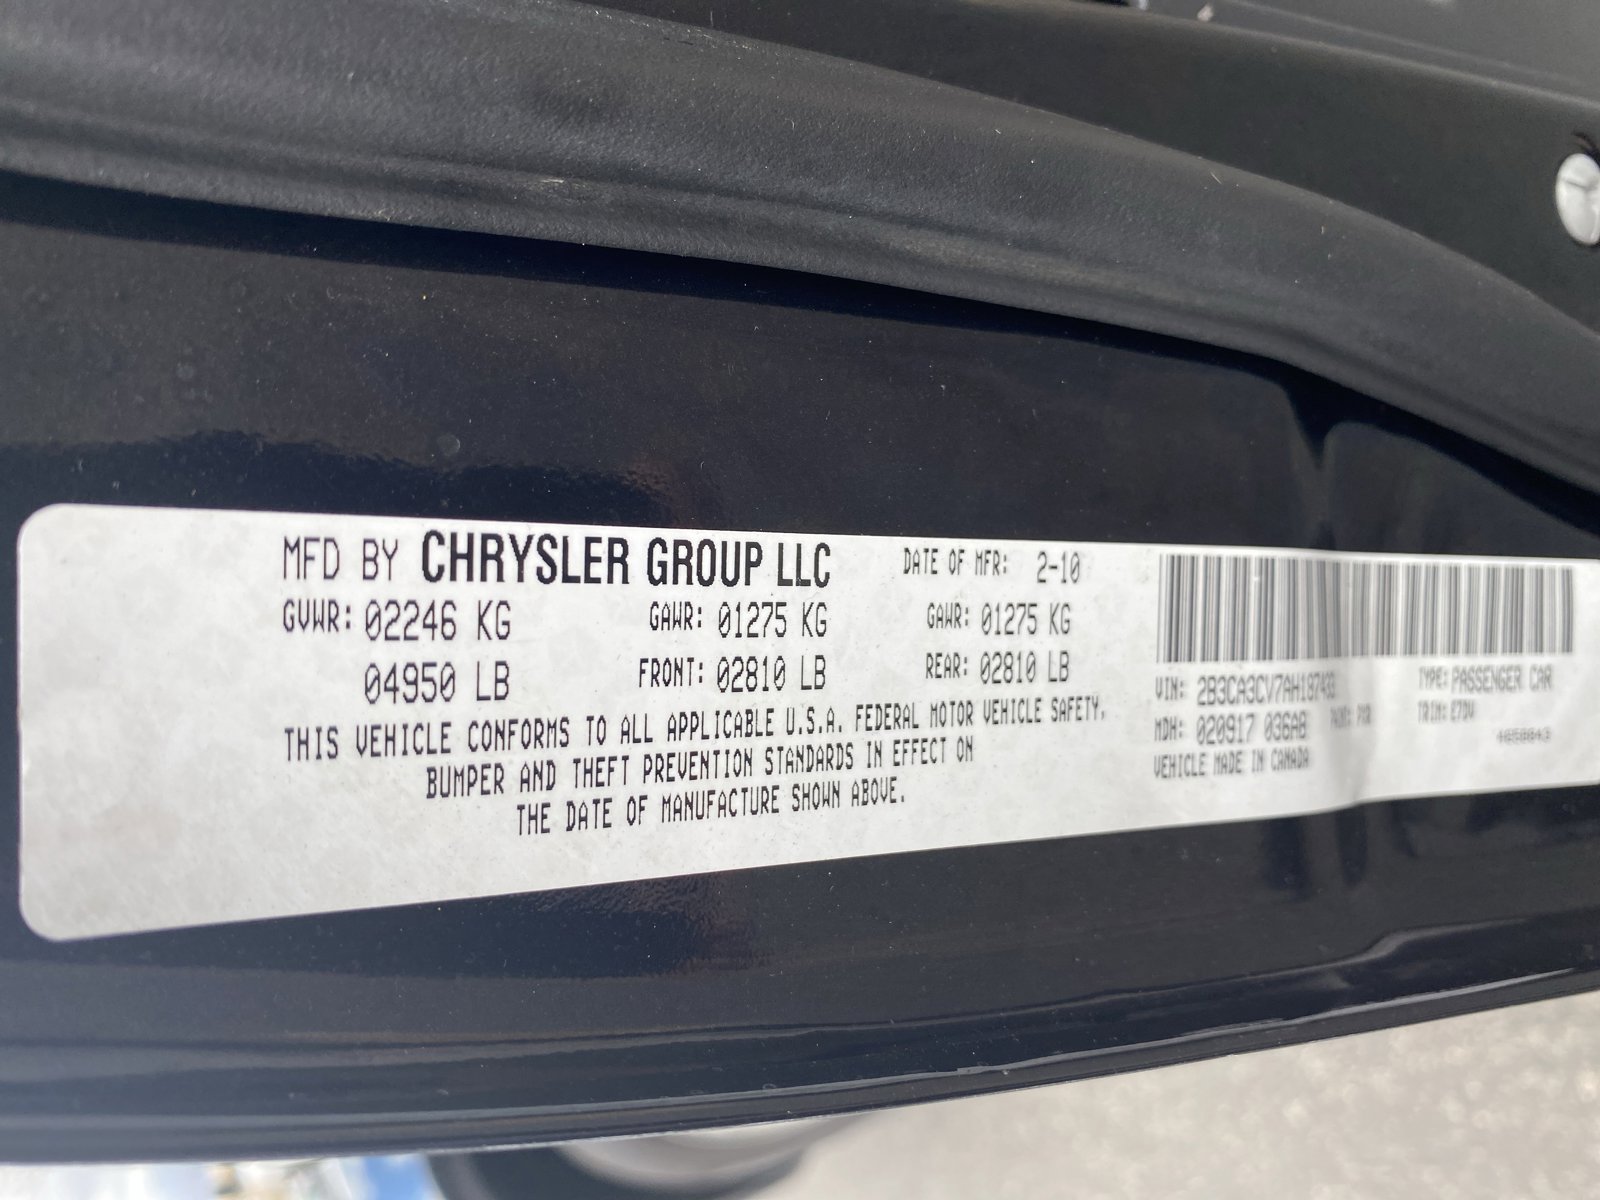 MFD BY CHRYSLER GROUP LLC DATE OF MFR: 2-10
GVWR: 02246 KG GAWR: 01275 KG GAWR: 01275 KG
04950 LB FRONT: 02810 LB REAR: 02810 LB
THIS VEHICLE CONFORMS TO ALL APPLICABLE U.S.A. FEDERAL MOTOR VEHICLE SAFETY,
BUMPER AND THEFT PREVENTION STANDARDS IN EFFECT ON
THE DATE OF MANUFACTURE SHOWN ABOVE.
VIN: TYPE: PASSENGER CAR
MDH: 020917 036AB TRIM:
VEHICLE MADE IN CANADA